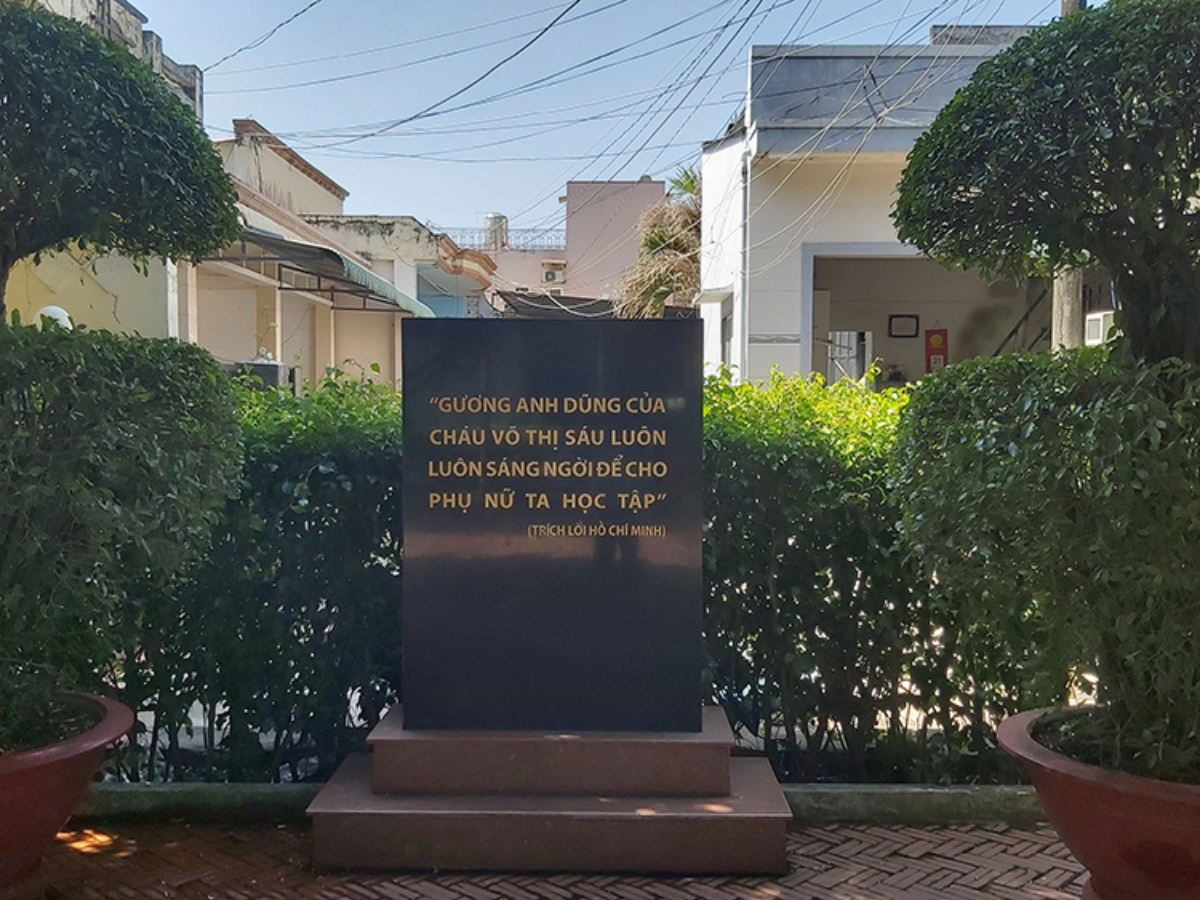 “GƯƠNG ANH DŨNG CỦA
CHÁU VÕ THỊ SÁU LUÔN
LUÔN SÁNG NGỜI ĐỂ CHO
PHỤ NỮ TA HỌC TẬP”
(TRÍCH LỜI HỒ CHÍ MINH)
21